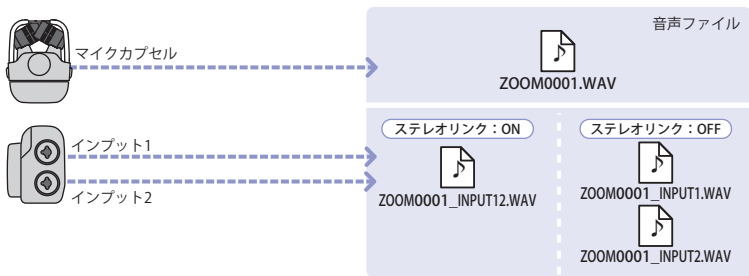 音声ファイル
マイクカプセル
ZOOM0001.WAV
ステレオリンク：ON
ステレオリンク：OFF
インプット1
インプット2
ZOOM0001_INPUT12.WAV
ZOOM0001_INPUT1.WAV
ZOOM0001_INPUT2.WAV